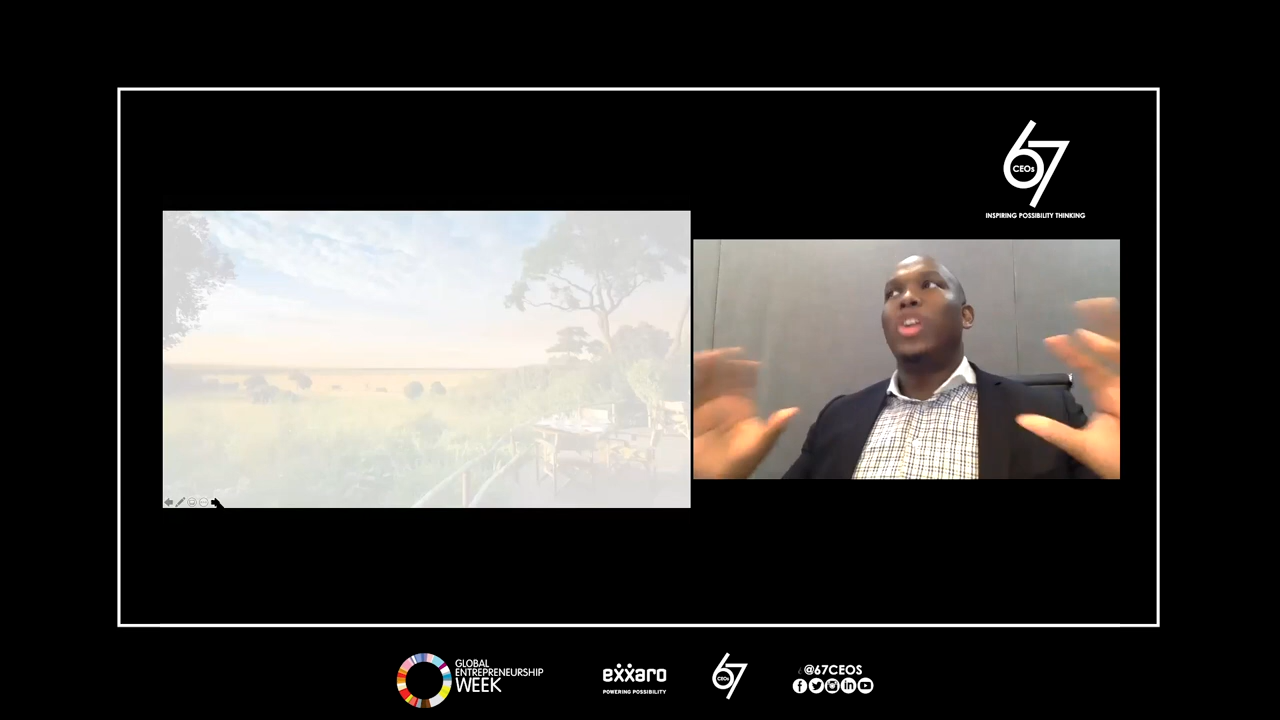 67
CEOs
INSPIRING POSSIBILITY THINKING
GLOBAL
ENTREPRENEURSHIP
WEEK
exxaro
POWERING POSSIBILITY
67
CEOs
@67CEOS